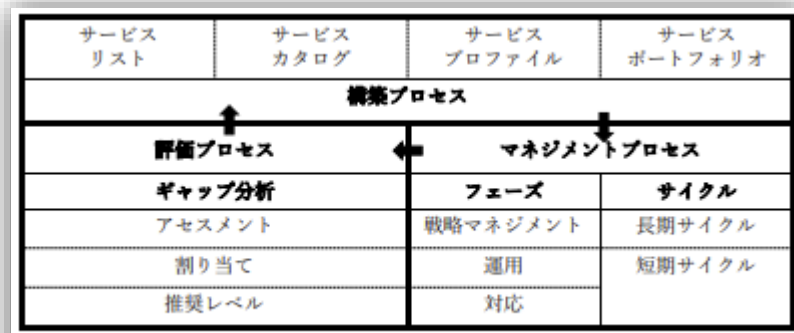 サービス
リスト
サービス
カタログ
サービス
プロファイル
サービス
ポートフォリオ
構築プロセス
評価プロセス
マネジメントプロセス
ギャップ分析
フェーズ
サイクル
アセスメント
戦略マネジメント
長期サイクル
割り当て
運用
短期サイクル
推奨レベル
対応